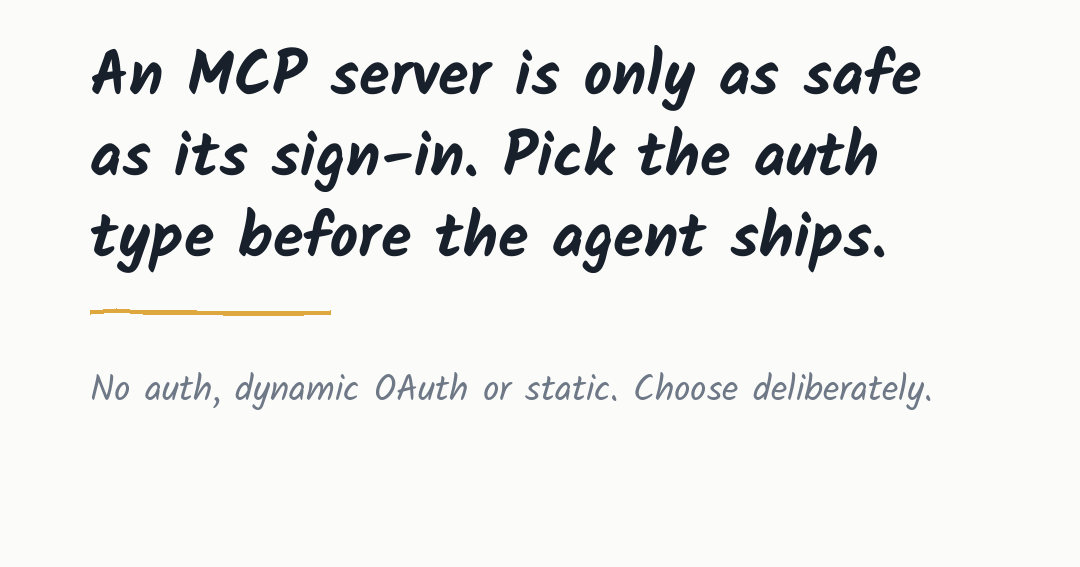 An MCP server is only as safe
as its sign-in. Pick the auth
type before the agent ships.
No auth, dynamic OAuth or static. Choose deliberately.